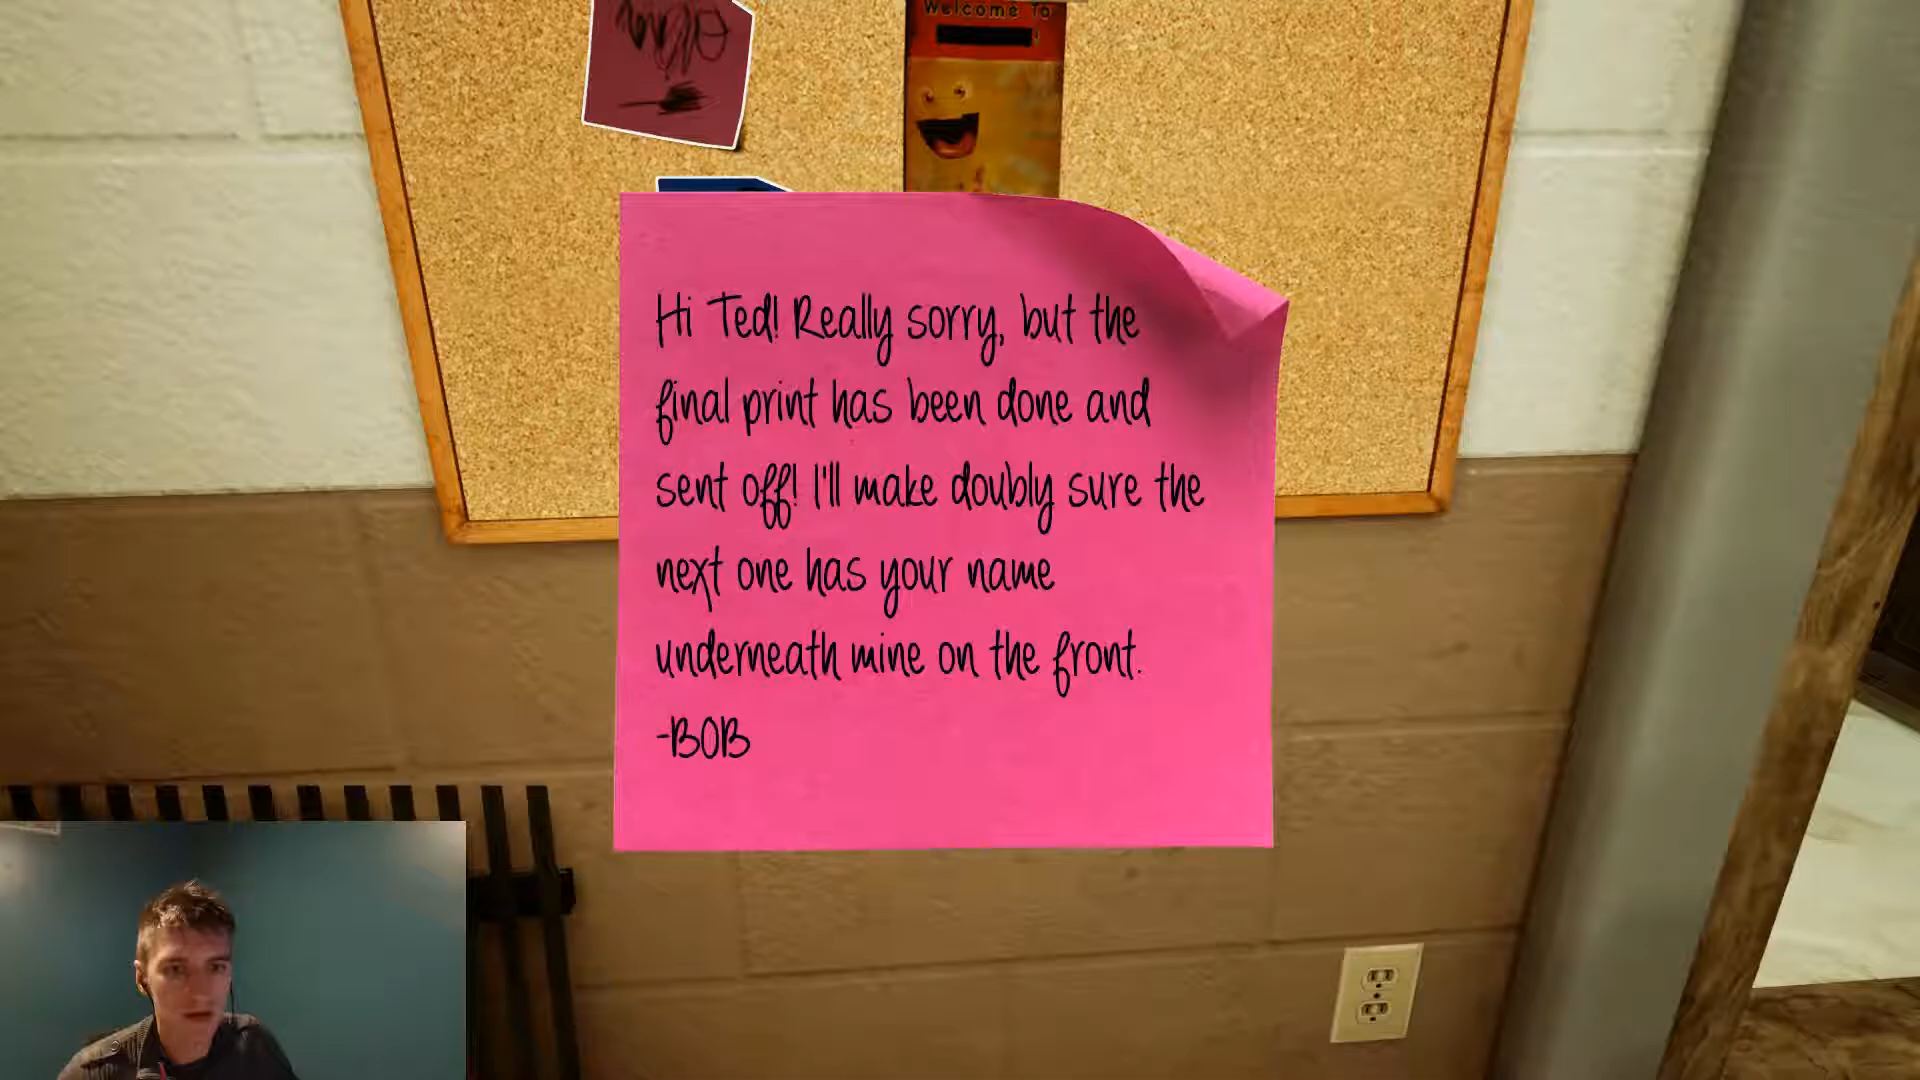 Welcome To
Hi Ted! Really sorry, but the
final print has been done and
sent off! I'll make doubly sure the
next one has your name
underneath mine on the front.
-BOB